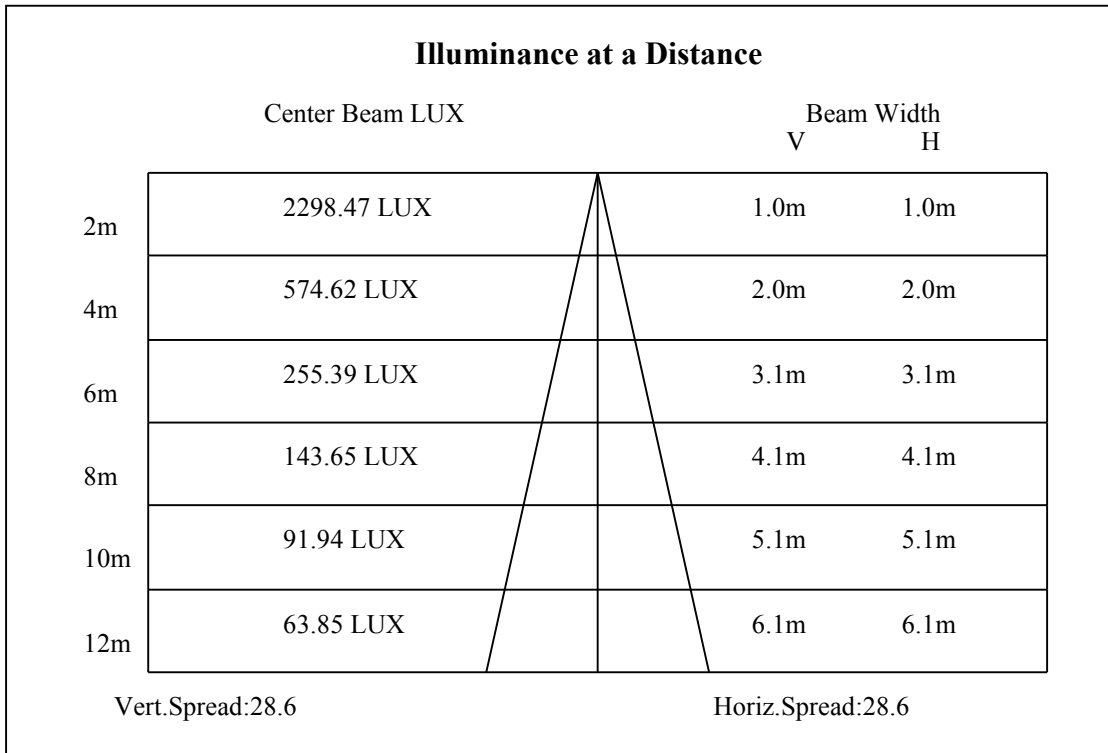 Illuminance at a Distance
Center Beam LUX Beam Width
V H
2m 2298.47 LUX 1.0m 1.0m
4m 574.62 LUX 2.0m 2.0m
6m 255.39 LUX 3.1m 3.1m
8m 143.65 LUX 4.1m 4.1m
10m 91.94 LUX 5.1m 5.1m
12m 63.85 LUX 6.1m 6.1m
Vert.Spread:28.6 Horiz.Spread:28.6